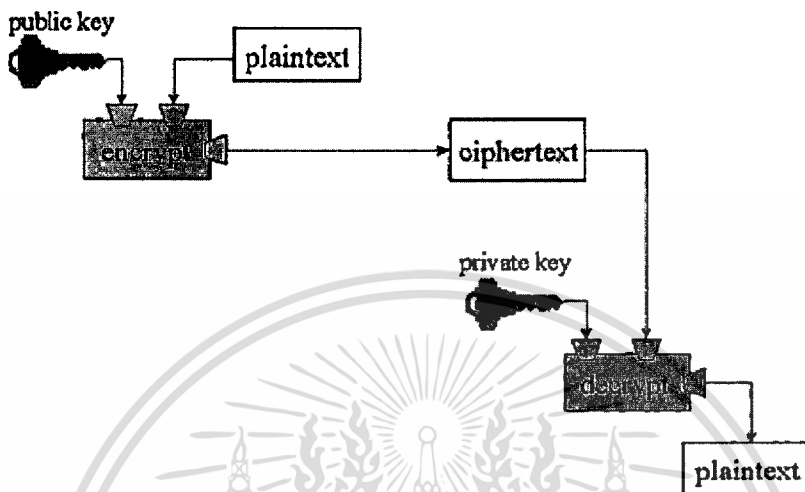 public key
plaintext
encrypt
ciphertext
private key
decrypt
plaintext